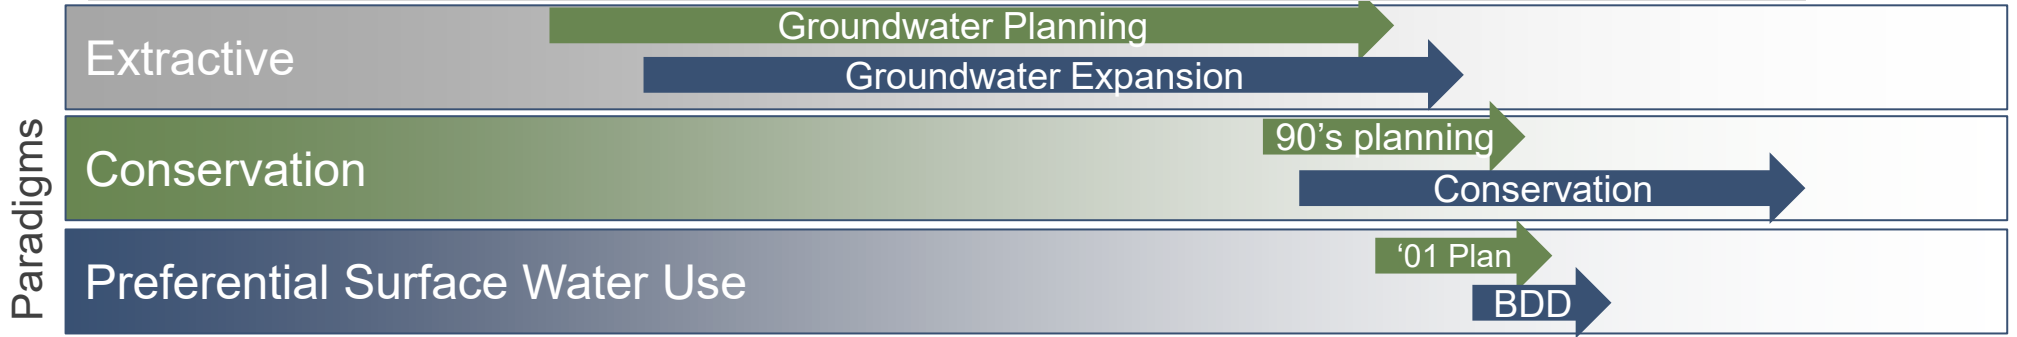 Paradigms
Extractive
Groundwater Planning
Groundwater Expansion
Conservation
90’s planning
Conservation
Preferential Surface Water Use
‘01 Plan
BDD